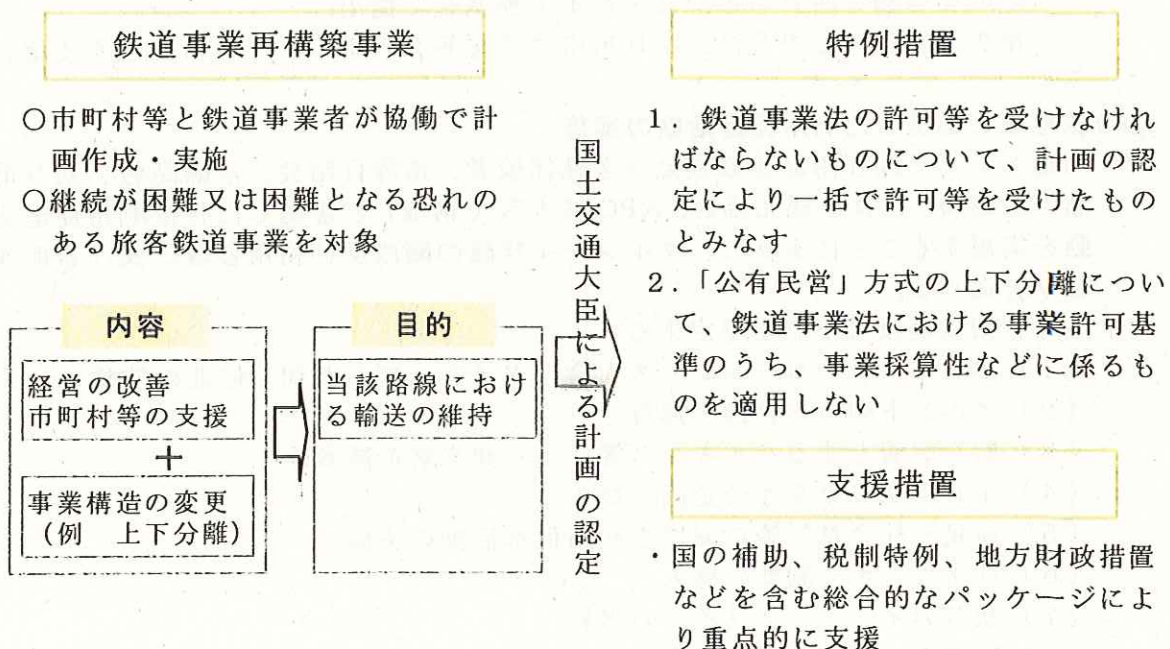 鉄道事業再構築事業
○市町村等と鉄道事業者が協働で計
画作成・実施
○継続が困難又は困難となる恐れの
ある旅客鉄道事業を対象
内容
経営の改善
市町村等の支援
＋
事業構造の変更
(例　上下分離)
目的
当該路線におけ
る輸送の維持
国土交通大臣による計画の認定
特例措置
1. 鉄道事業法の許可等を受けなけれ
ばならないものについて、計画の認
定により一括で許可等を受けたもの
とみなす
2.「公有民営」方式の上下分離につい
て、鉄道事業法における事業許可基
準のうち、事業採算性などに係るも
のを適用しない
支援措置
・国の補助、税制特例、地方財政措置
などを含む総合的なパッケージによ
り重点的に支援